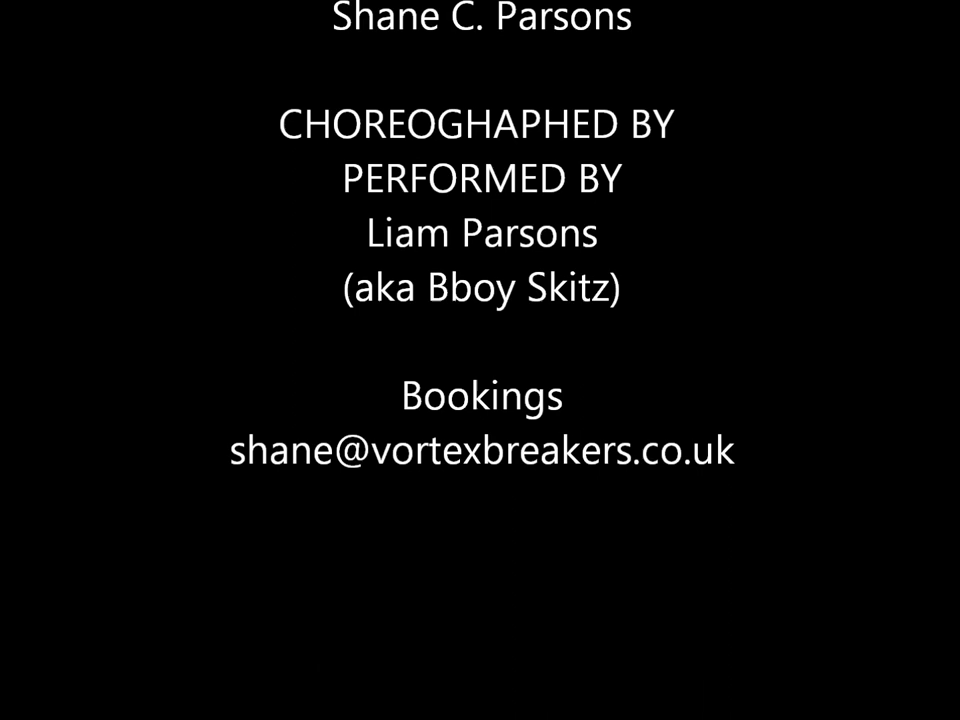 Shane C. Parsons
CHOREOGHAPHED BY
PERFORMED BY
Liam Parsons
(aka Bboy Skitz)
Bookings
shane@vortexbreakers.co.uk